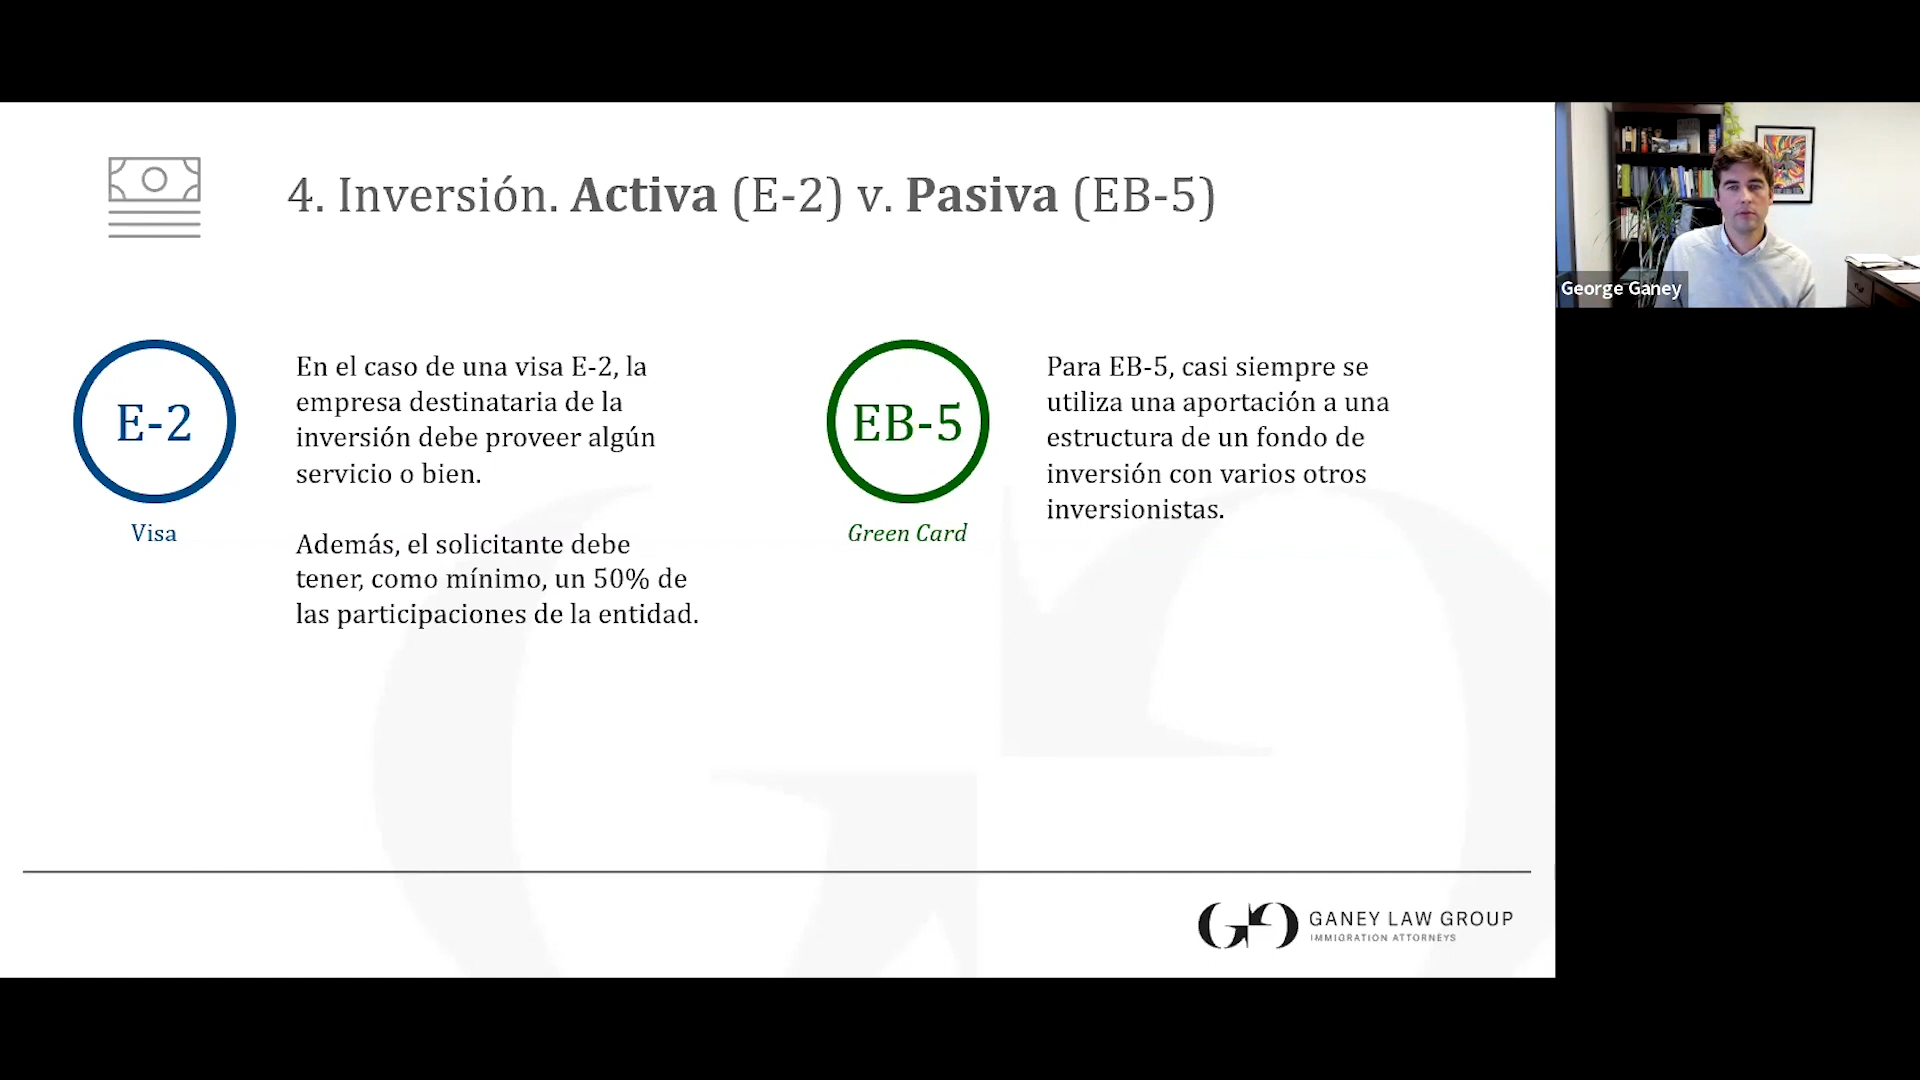 4. Inversión. Activa (E-2) v. Pasiva (EB-5)
E-2
Visa
En el caso de una visa E-2, la
empresa destinataria de la
inversión debe proveer algún
servicio o bien.
Además, el solicitante debe
tener, como mínimo, un 50% de
las participaciones de la entidad.
EB-5
Green Card
Para EB-5, casi siempre se
utiliza una aportación a una
estructura de un fondo de
inversión con varios otros
inversionistas.
George Ganey
GANEY LAW GROUP
IMMIGRATION ATTORNEYS